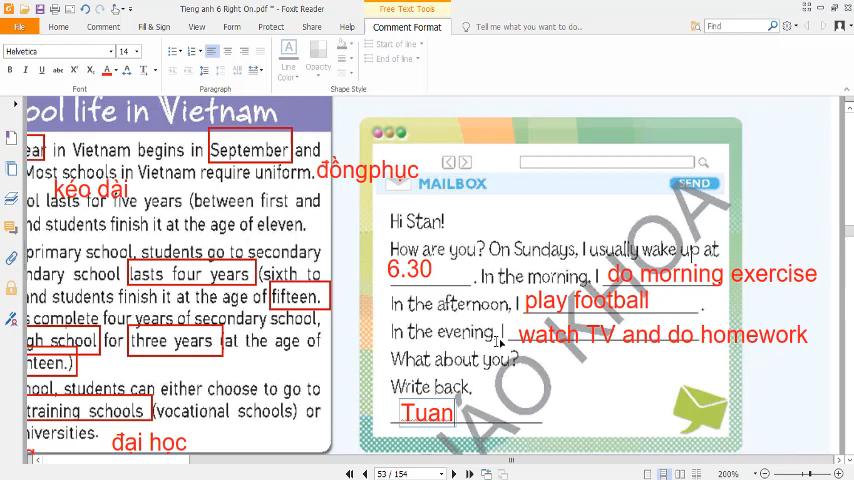 Tieng anh 6 Right On.pdf * - Foxit Reader
Free Text Tools
File
Home
Comment
Fill & Sign
View
Form
Protect
Share
Help
Comment Format
Tell me what you want to do...
Find
Helvetica
14
Font
Paragraph
Line Color
Opacity
Start of line
End of line
Shape Style
ool life in Vietnam
ear in Vietnam begins in September and
Most schools in Vietnam require uniform.
đồngphục
kéo dài
ol lasts for five years (between first and
nd students finish it at the age of eleven.
primary school, students go to secondary
ndary school lasts four years (sixth to
and students finish it at the age of fifteen.
s complete four years of secondary school,
gh school for three years (at the age of
nteen.)
hool, students can either choose to go to
training schools (vocational schools) or
niversities.
đại học
MAILBOX
SEND
Hi Stan!
How are you? On Sundays, I usually wake up at
6.30. In the morning, I do morning exercise
In the afternoon, I play football.
In the evening, I watch TV and do homework
What about you?
Write back.
Tuan
ÁO KHOA
53 / 154
200%